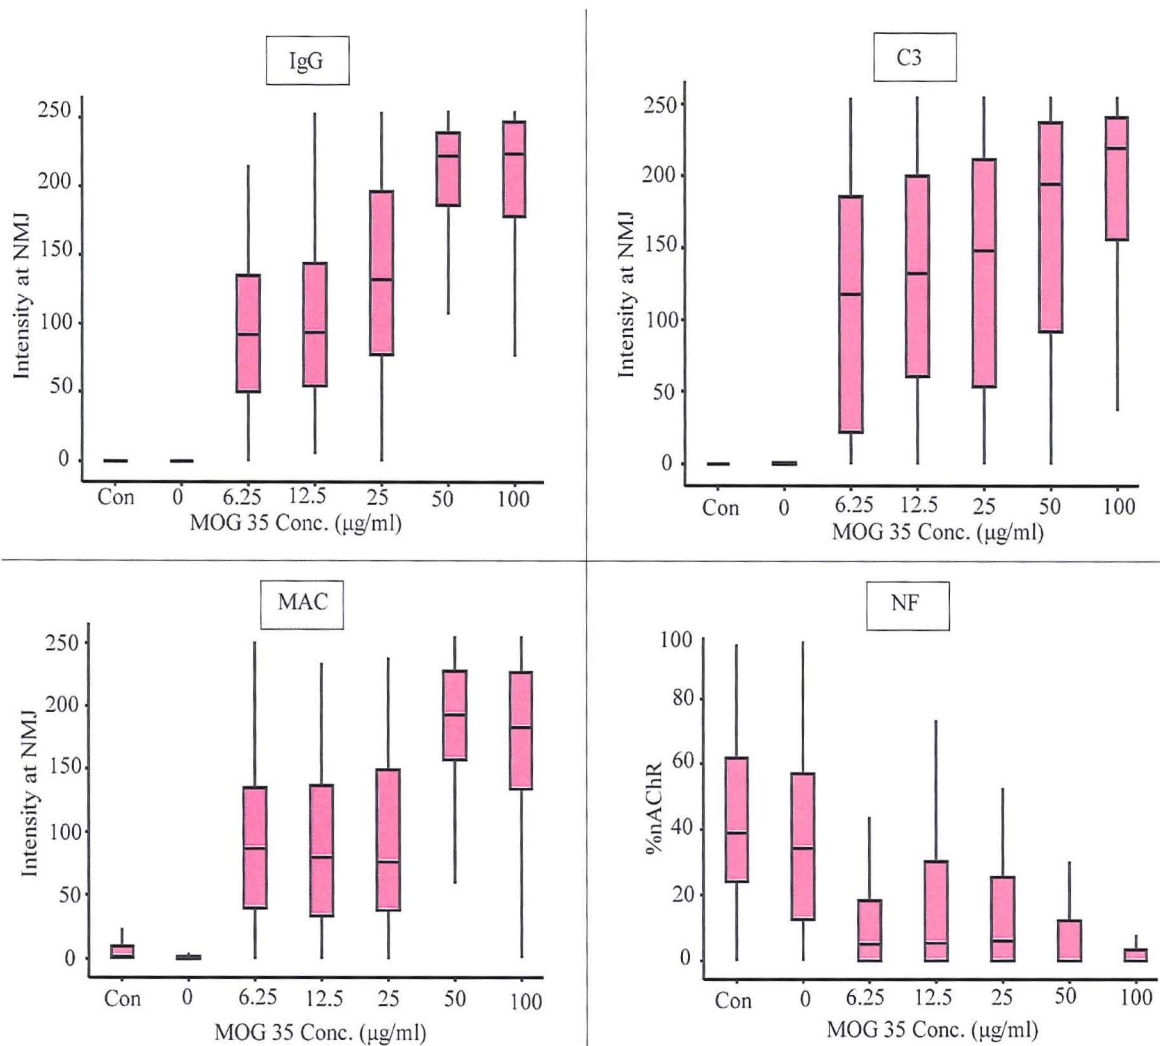 IgG
Intensity at NMJ
250
200
150
100
50
0
Con 0 6.25 12.5 25 50 100
MOG 35 Conc. (µg/ml)
C3
Intensity at NMJ
250
200
150
100
50
0
Con 0 6.25 12.5 25 50 100
MOG 35 Conc. (µg/ml)
MAC
Intensity at NMJ
250
200
150
100
50
0
Con 0 6.25 12.5 25 50 100
MOG 35 Conc. (µg/ml)
NF
%nAChR
100
80
60
40
20
0
Con 0 6.25 12.5 25 50 100
MOG 35 Conc. (µg/ml)